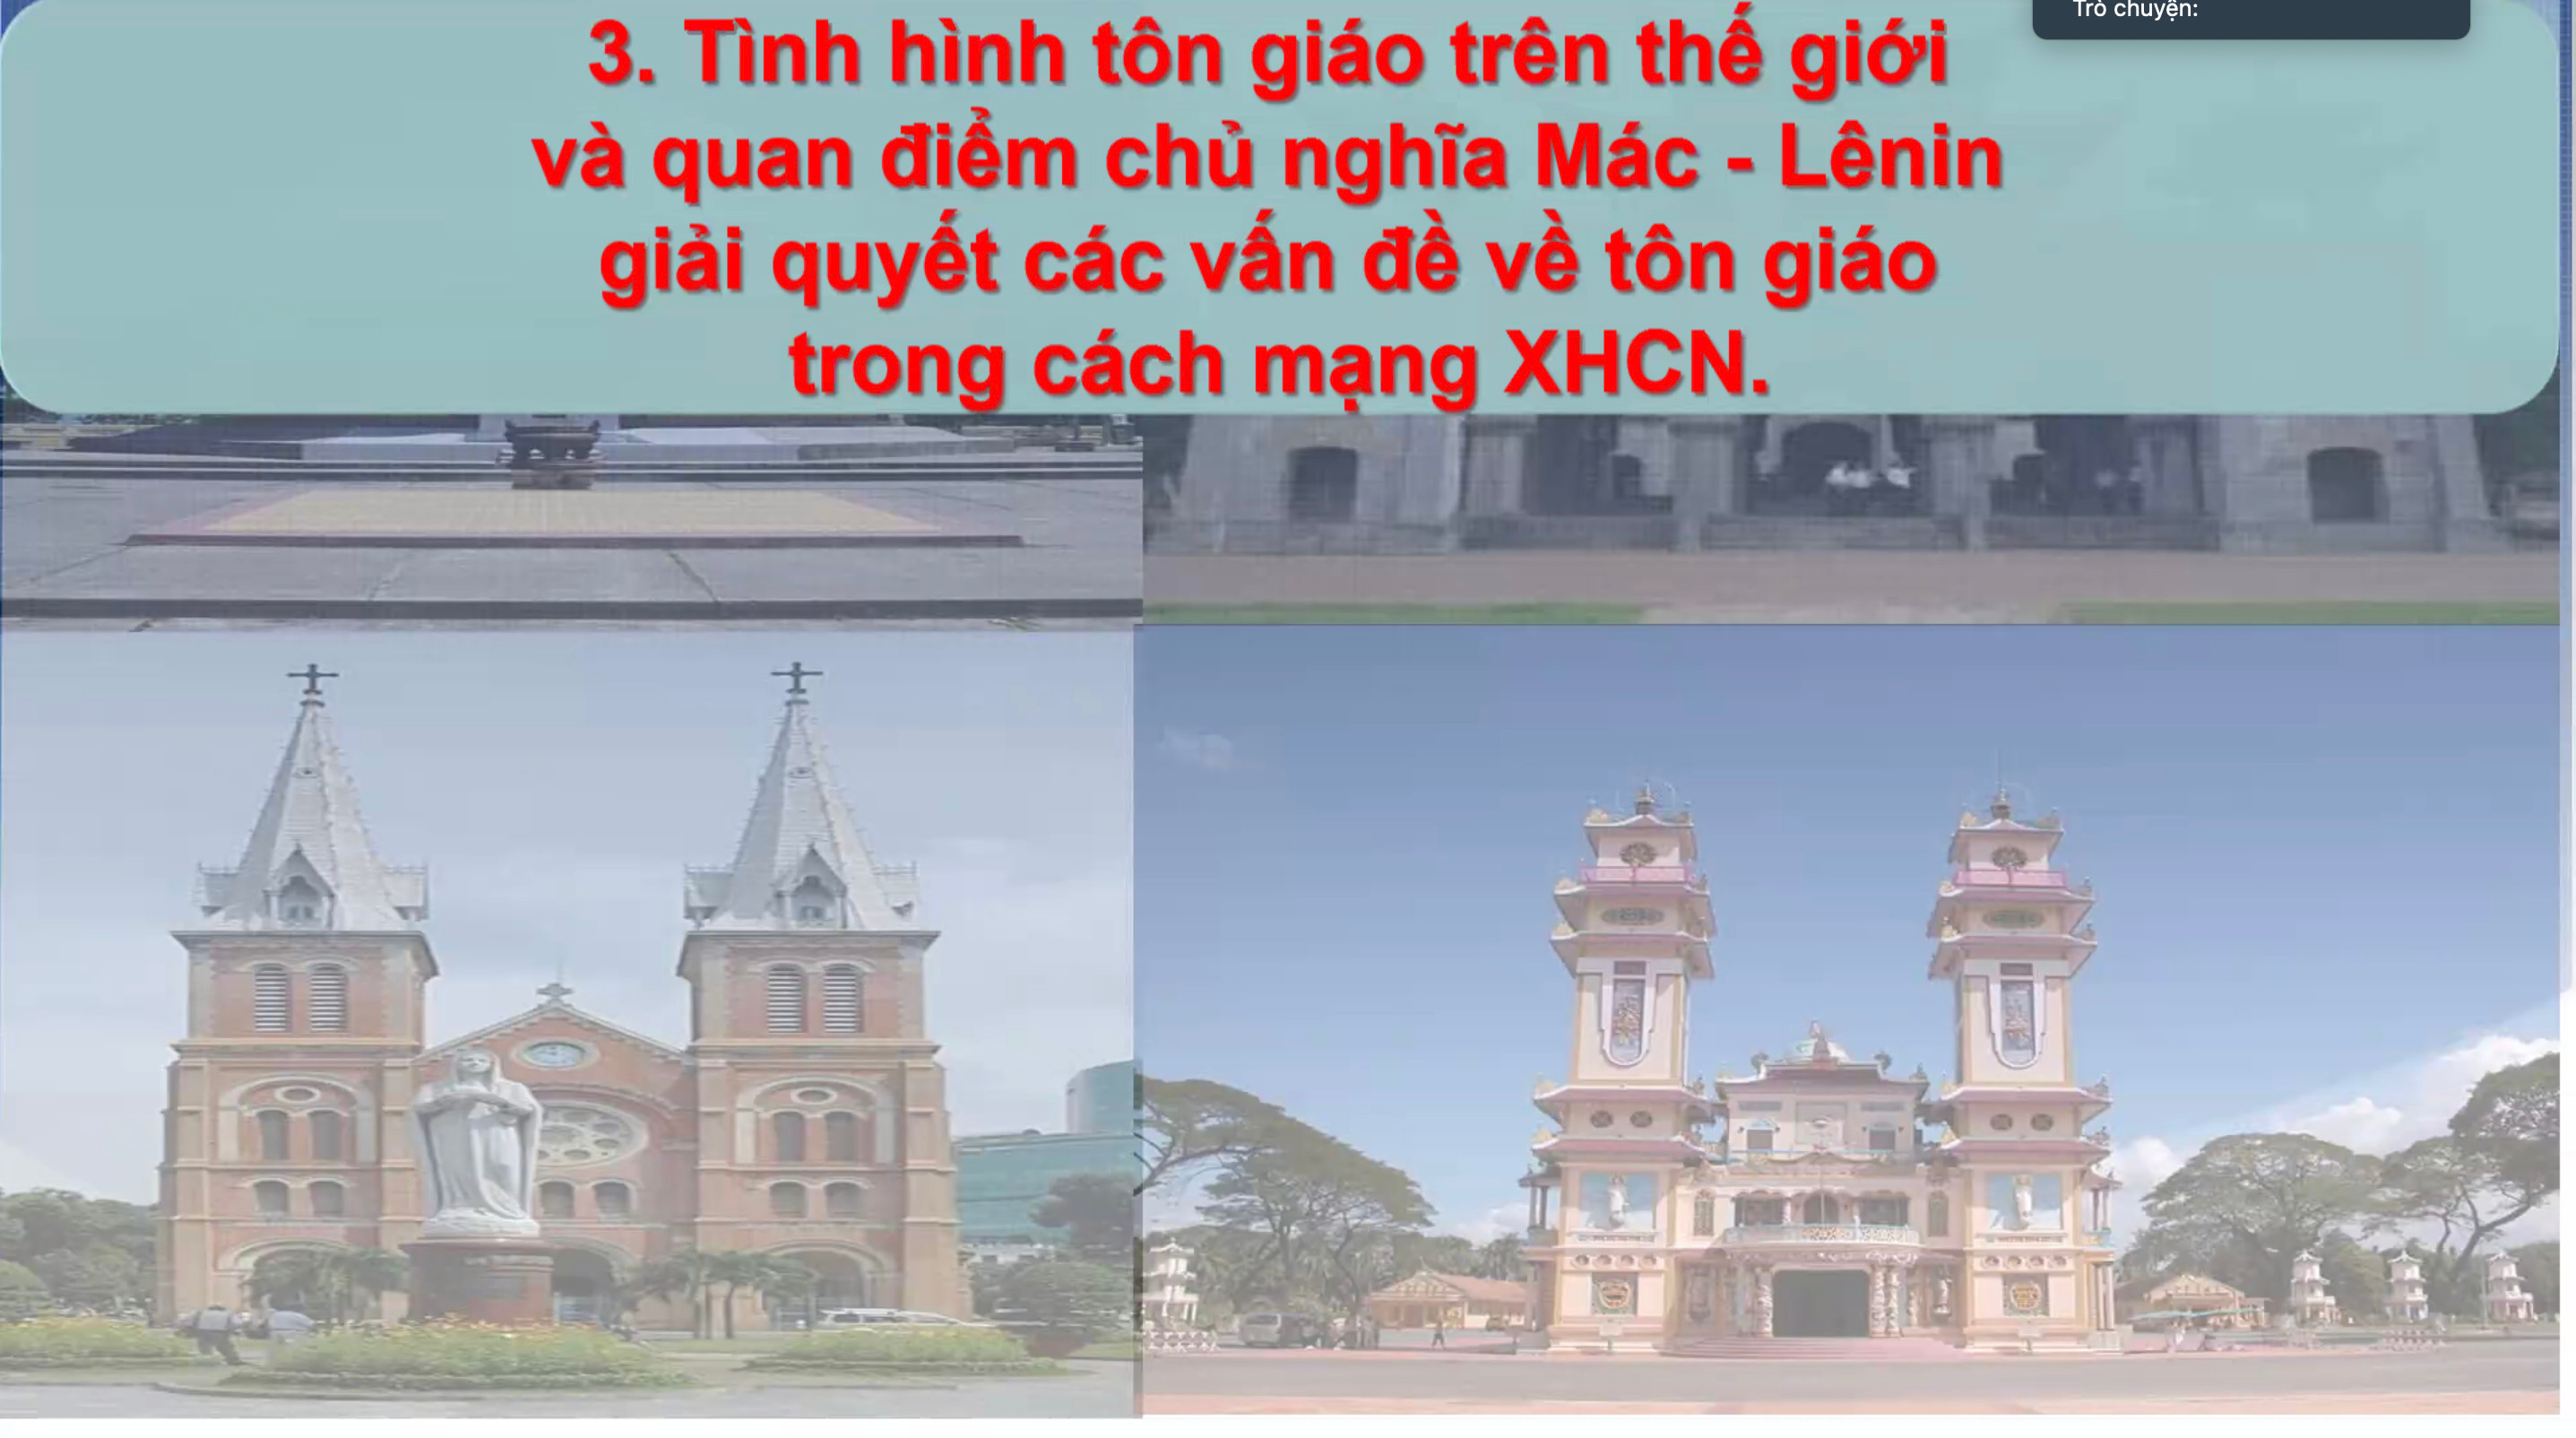 Trò chuyện:
3. Tình hình tôn giáo trên thế giới
và quan điểm chủ nghĩa Mác - Lênin
giải quyết các vấn đề về tôn giáo
trong cách mạng XHCN.